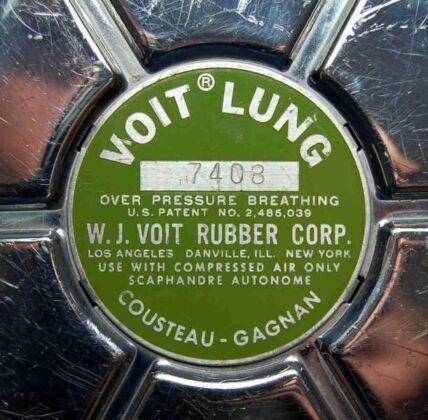 VOIT® LUNG
7408
OVER PRESSURE BREATHING
U.S. PATENT NO. 2,485,039
W. J. VOIT RUBBER CORP.
LOS ANGELES DANVILLE, ILL. NEW YORK
USE WITH COMPRESSED AIR ONLY
SCAPHANDRE AUTONOME
COUSTEAU - GAGNAN